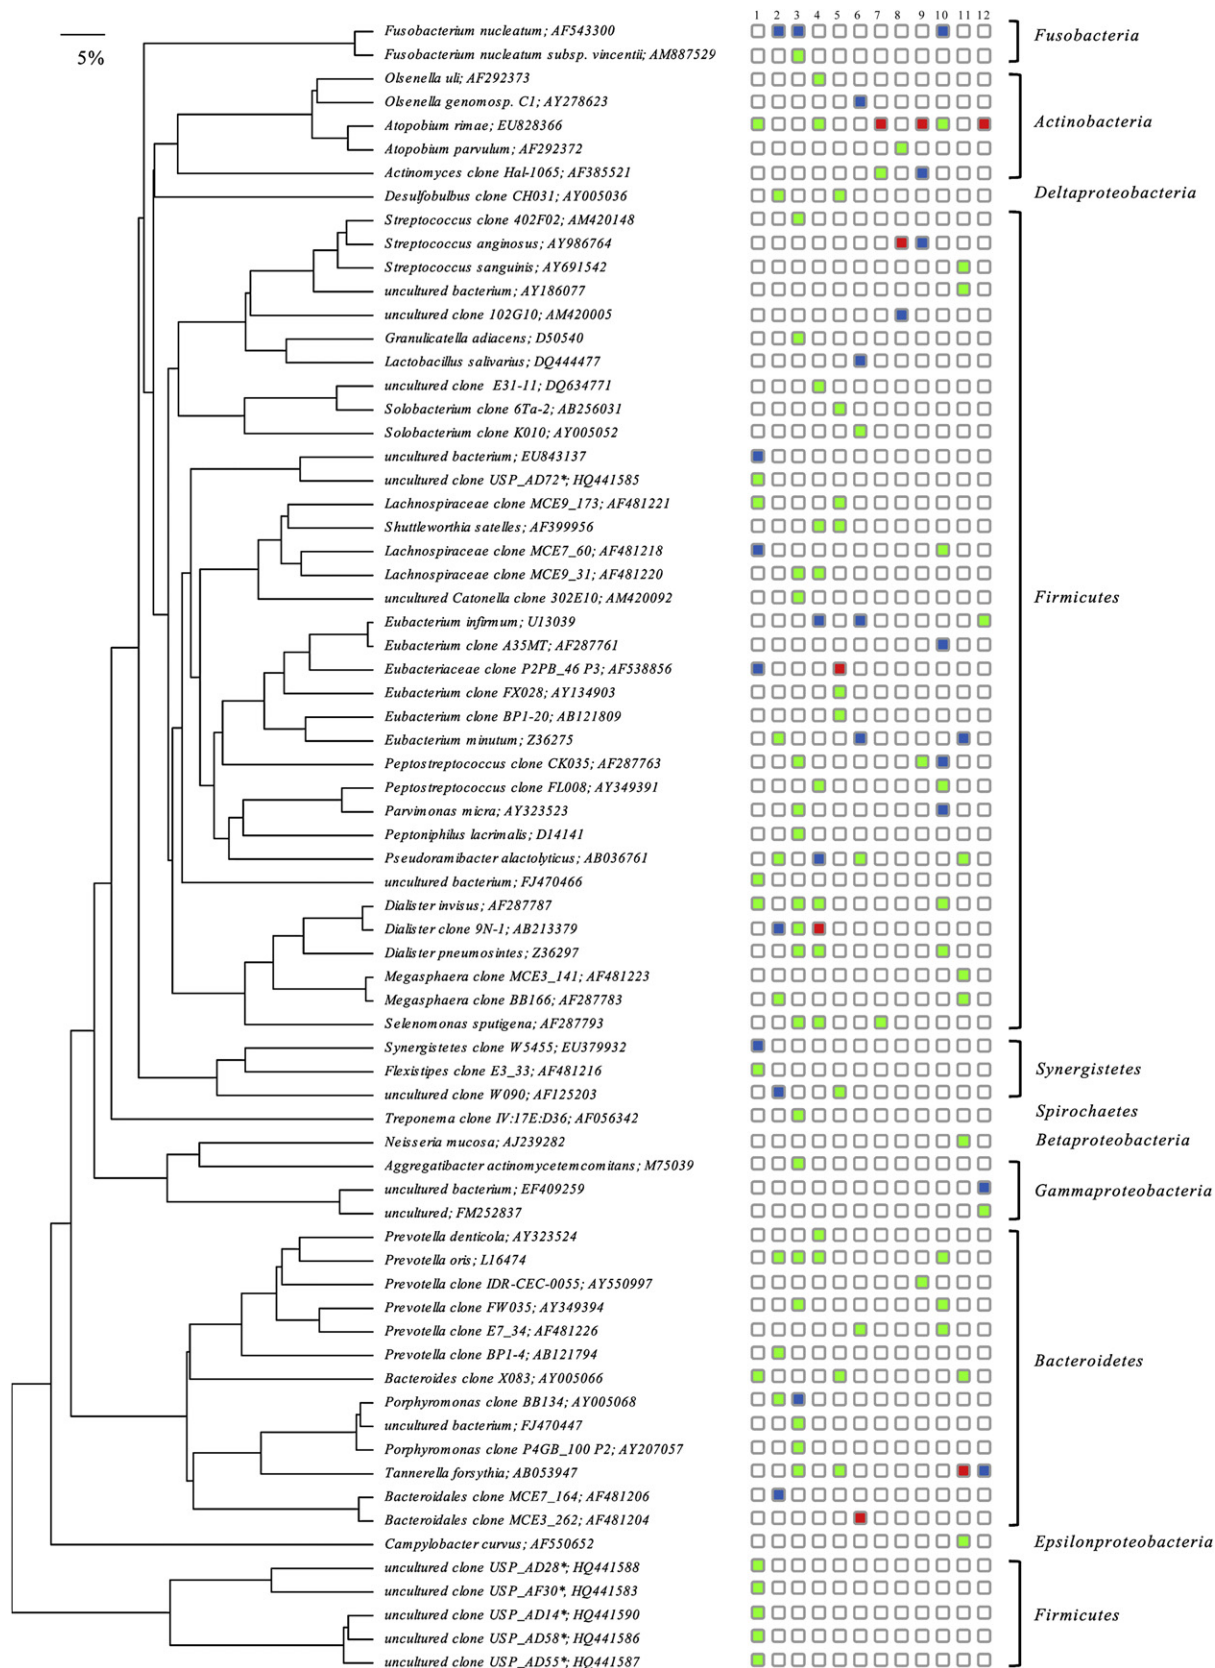 1 2 3 4 5 6 7 8 9 10 11 12
5%
Fusobacterium nucleatum; AF543300
Fusobacteria
Fusobacterium nucleatum subsp. vincentii; AM887529
Olsenella uli; AF292373
Olsenella genomosp. C1; AY278623
Atopobium rimae; EU828366
Actinobacteria
Atopobium parvulum; AF292372
Actinomyces clone Hal-1065; AF385521
Desulfobulbus clone CH031; AY005036
Deltaproteobacteria
Streptococcus clone 402F02; AM420148
Streptococcus anginosus; AY986764
Streptococcus sanguinis; AY691542
uncultured bacterium; AY186077
uncultured clone 102G10; AM420005
Granulicatella adiacens; D50540
Lactobacillus salivarius; DQ444477
uncultured clone E31-11; DQ634771
Solobacterium clone 6Ta-2; AB256031
Solobacterium clone K010; AY005052
uncultured bacterium; EU843137
uncultured clone USP_AD72*; HQ441585
Lachnospiraceae clone MCE9_173; AF481221
Shuttleworthia satelles; AF399956
Lachnospiraceae clone MCE7_60; AF481218
Lachnospiraceae clone MCE9_31; AF481220
uncultured Catonella clone 302E10; AM420092
Firmicutes
Eubacterium infirmum; U13039
Eubacterium clone A35MT; AF287761
Eubacteriaceae clone P2PB_46 P3; AF538856
Eubacterium clone FX028; AY134903
Eubacterium clone BP1-20; AB121809
Eubacterium minutum; Z36275
Peptostreptococcus clone CK035; AF287763
Peptostreptococcus clone FL008; AY349391
Parvimonas micra; AY323523
Peptoniphilus lacrimalis; D14141
Pseudoramibacter alactolyticus; AB036761
uncultured bacterium; FJ470466
Dialister invisus; AF287787
Dialister clone 9N-1; AB213379
Dialister pneumosintes; Z36297
Megasphaera clone MCE3_141; AF481223
Megasphaera clone BB166; AF287783
Selenomonas sputigena; AF287793
Synergistetes clone W5455; EU379932
Flexistipes clone E3_33; AF481216
Synergistetes
uncultured clone W090; AF125203
Treponema clone IV:17E:D36; AF056342
Spirochaetes
Neisseria mucosa; AJ239282
Betaproteobacteria
Aggregatibacter actinomycetemcomitans; M75039
uncultured bacterium; EF409259
Gammaproteobacteria
uncultured; FM252837
Prevotella denticola; AY323524
Prevotella oris; L16474
Prevotella clone IDR-CEC-0055; AY550997
Prevotella clone FW035; AY349394
Prevotella clone E7_34; AF481226
Prevotella clone BP1-4; AB121794
Bacteroidetes
Bacteroides clone X083; AY005066
Porphyromonas clone BB134; AY005068
uncultured bacterium; FJ470447
Porphyromonas clone P4GB_100 P2; AY207057
Tannerella forsythia; AB053947
Bacteroidales clone MCE7_164; AF481206
Bacteroidales clone MCE3_262; AF481204
Campylobacter curvus; AF550652
Epsilonproteobacteria
uncultured clone USP_AD28*; HQ441588
uncultured clone USP_AF30*, HQ441583
uncultured clone USP_AD14*; HQ441590
Firmicutes
uncultured clone USP_AD58*; HQ441586
uncultured clone USP_AD55*; HQ441587